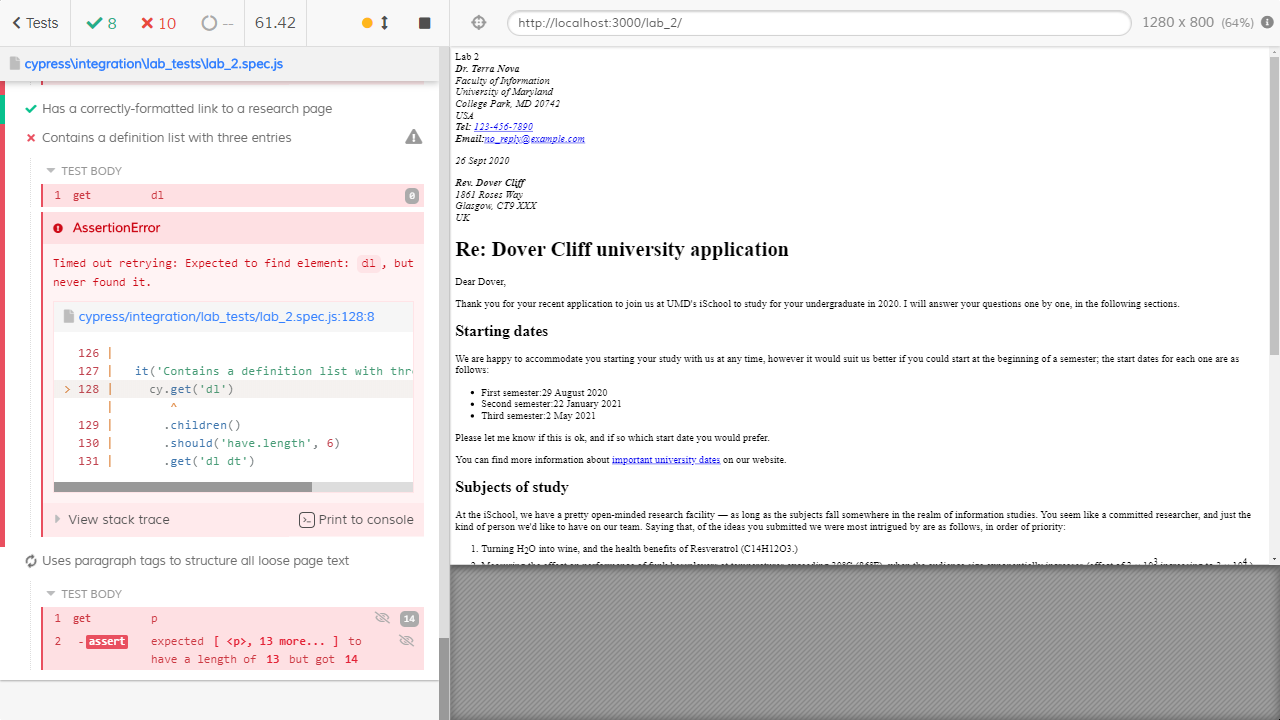 Tests 8 10 -- 61.42
http://localhost:3000/lab_2/ 1280 x 800 (64%)
cypress\integration\lab_tests\lab_2.spec.js
Has a correctly-formatted link to a research page
Contains a definition list with three entries
TEST BODY
1 get dl 0
AssertionError
Timed out retrying: Expected to find element: dl, but
never found it.
cypress/integration/lab_tests/lab_2.spec.js:128:8
126 |
127 | it('Contains a definition list with thr
> 128 | cy.get('dl')
| ^
129 | .children()
130 | .should('have.length', 6)
131 | .get('dl dt')
View stack trace Print to console
Uses paragraph tags to structure all loose page text
TEST BODY
1 get p 14
2 -assert expected [ <p>, 13 more... ] to
have a length of 13 but got 14
Lab 2
Dr. Terra Nova
Faculty of Information
University of Maryland
College Park, MD 20742
USA
Tel: 123-456-7890
Email:no_reply@example.com
26 Sept 2020
Rev. Dover Cliff
1861 Roses Way
Glasgow, CT9 XXX
UK
Re: Dover Cliff university application
Dear Dover,
Thank you for your recent application to join us at UMD's iSchool to study for your undergraduate in 2020. I will answer your questions one by one, in the following sections.
Starting dates
We are happy to accommodate you starting your study with us at any time, however it would suit us better if you could start at the beginning of a semester; the start dates for each one are as
follows:
• First semester:29 August 2020
• Second semester:22 January 2021
• Third semester:2 May 2021
Please let me know if this is ok, and if so which start date you would prefer.
You can find more information about important university dates on our website.
Subjects of study
At the iSchool, we have a pretty open-minded research facility — as long as the subjects fall somewhere in the realm of information studies. You seem like a committed researcher, and just the
kind of person we'd like to have on our team. Saying that, of the ideas you submitted we were most intrigued by are as follows, in order of priority:
1. Turning H2O into wine, and the health benefits of Resveratrol (C14H12O3.)